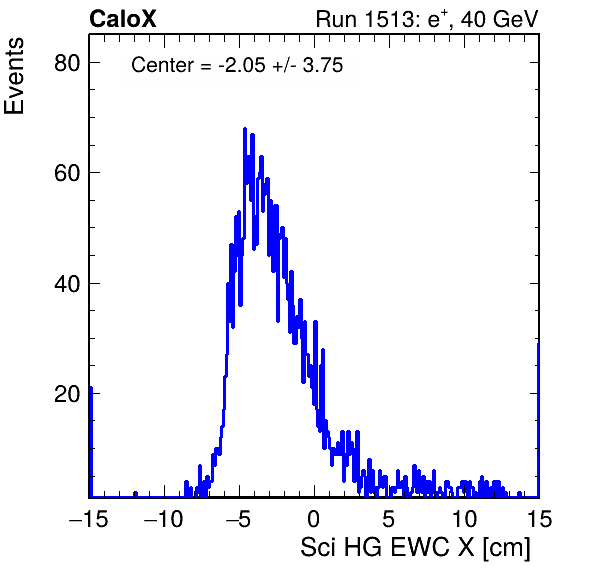 CaloX Run 1513: e⁺, 40 GeV
Center = -2.05 +/- 3.75
Events
80
60
40
20
−15 −10 −5 0 5 10 15
Sci HG EWC X [cm]